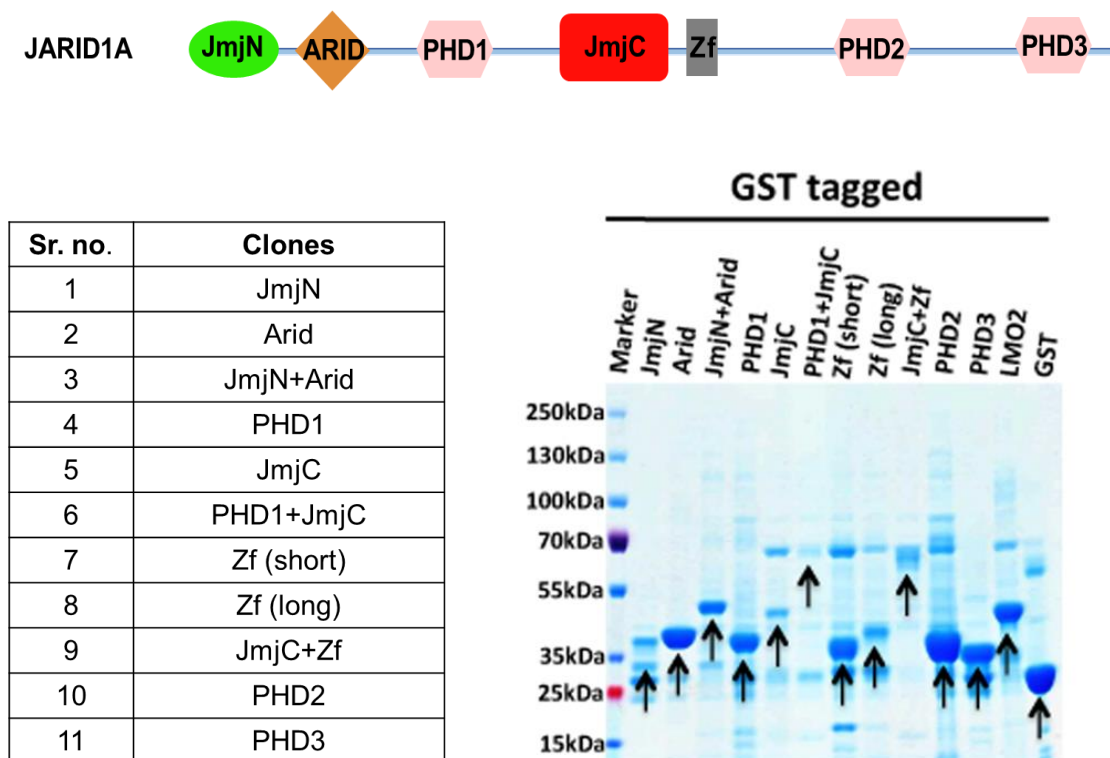 JARID1A JmjN ARID PHD1 JmjC Zf PHD2 PHD3
Sr. no. Clones
1 JmjN
2 Arid
3 JmjN+Arid
4 PHD1
5 JmjC
6 PHD1+JmjC
7 Zf (short)
8 Zf (long)
9 JmjC+Zf
10 PHD2
11 PHD3
GST tagged
Marker
JmjN
Arid
JmjN+Arid
PHD1
JmjC
PHD1+JmjC
Zf (short)
Zf (long)
JmjC+Zf
PHD2
PHD3
LMO2
GST
250kDa
130kDa
100kDa
70kDa
55kDa
35kDa
25kDa
15kDa